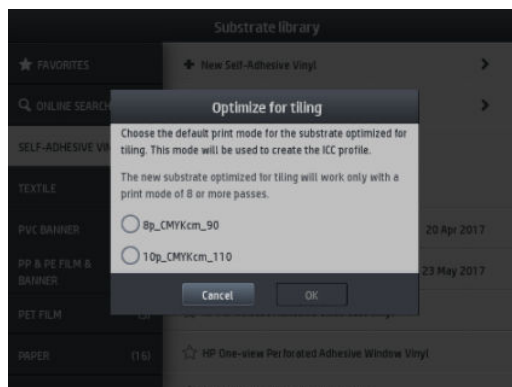 Substrate library
FAVORITES
New Self-Adhesive Vinyl
ONLINE SEARCH
Optimize for tiling
Choose the default print mode for the substrate optimized for
tiling. This mode will be used to create the ICC profile.
The new substrate optimized for tiling will work only with a
print mode of 8 or more passes.
8p_CMYKcm_90
10p_CMYKcm_110
Cancel
OK
SELF-ADHESIVE VIN
TEXTILE
PVC BANNER
20 Apr 2017
PP & PE FILM &
BANNER
23 May 2017
PET FILM
PAPER (16)
HP One-view Perforated Adhesive Window Vinyl